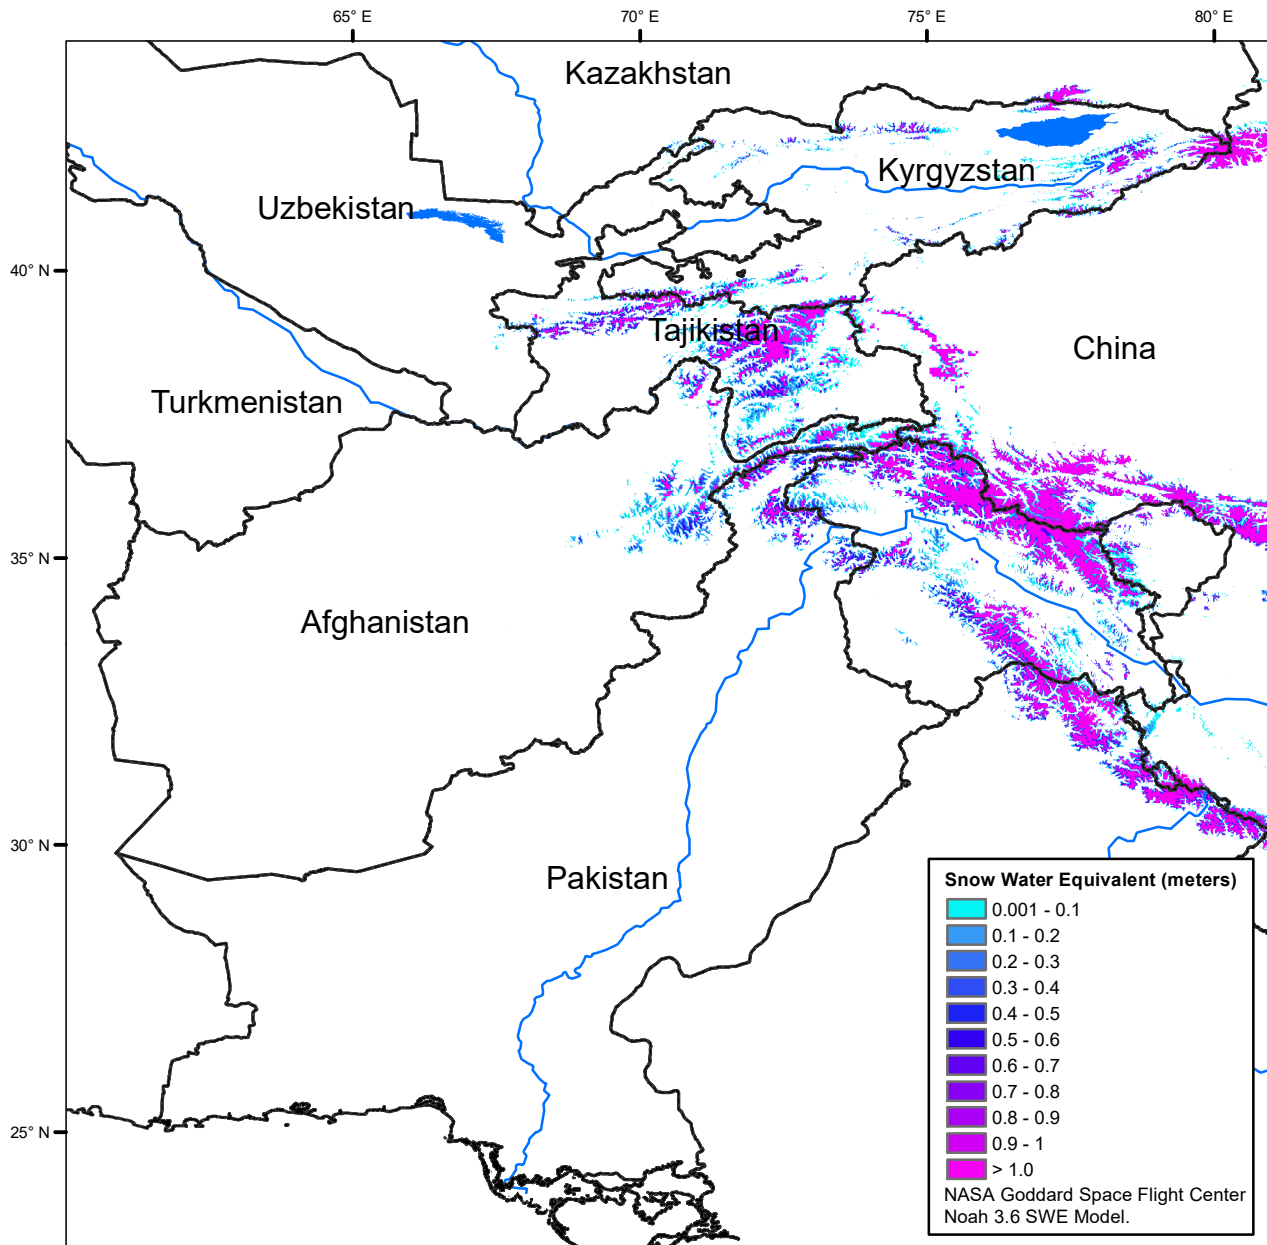 65° E
70° E
75° E
80° E
Kazakhstan
Kyrgyzstan
Uzbekistan
40° N
Tajikistan
China
Turkmenistan
35° N
Afghanistan
30° N
Pakistan
25° N
Snow Water Equivalent (meters)
0.001 - 0.1
0.1 - 0.2
0.2 - 0.3
0.3 - 0.4
0.4 - 0.5
0.5 - 0.6
0.6 - 0.7
0.7 - 0.8
0.8 - 0.9
0.9 - 1
> 1.0
NASA Goddard Space Flight Center
Noah 3.6 SWE Model.